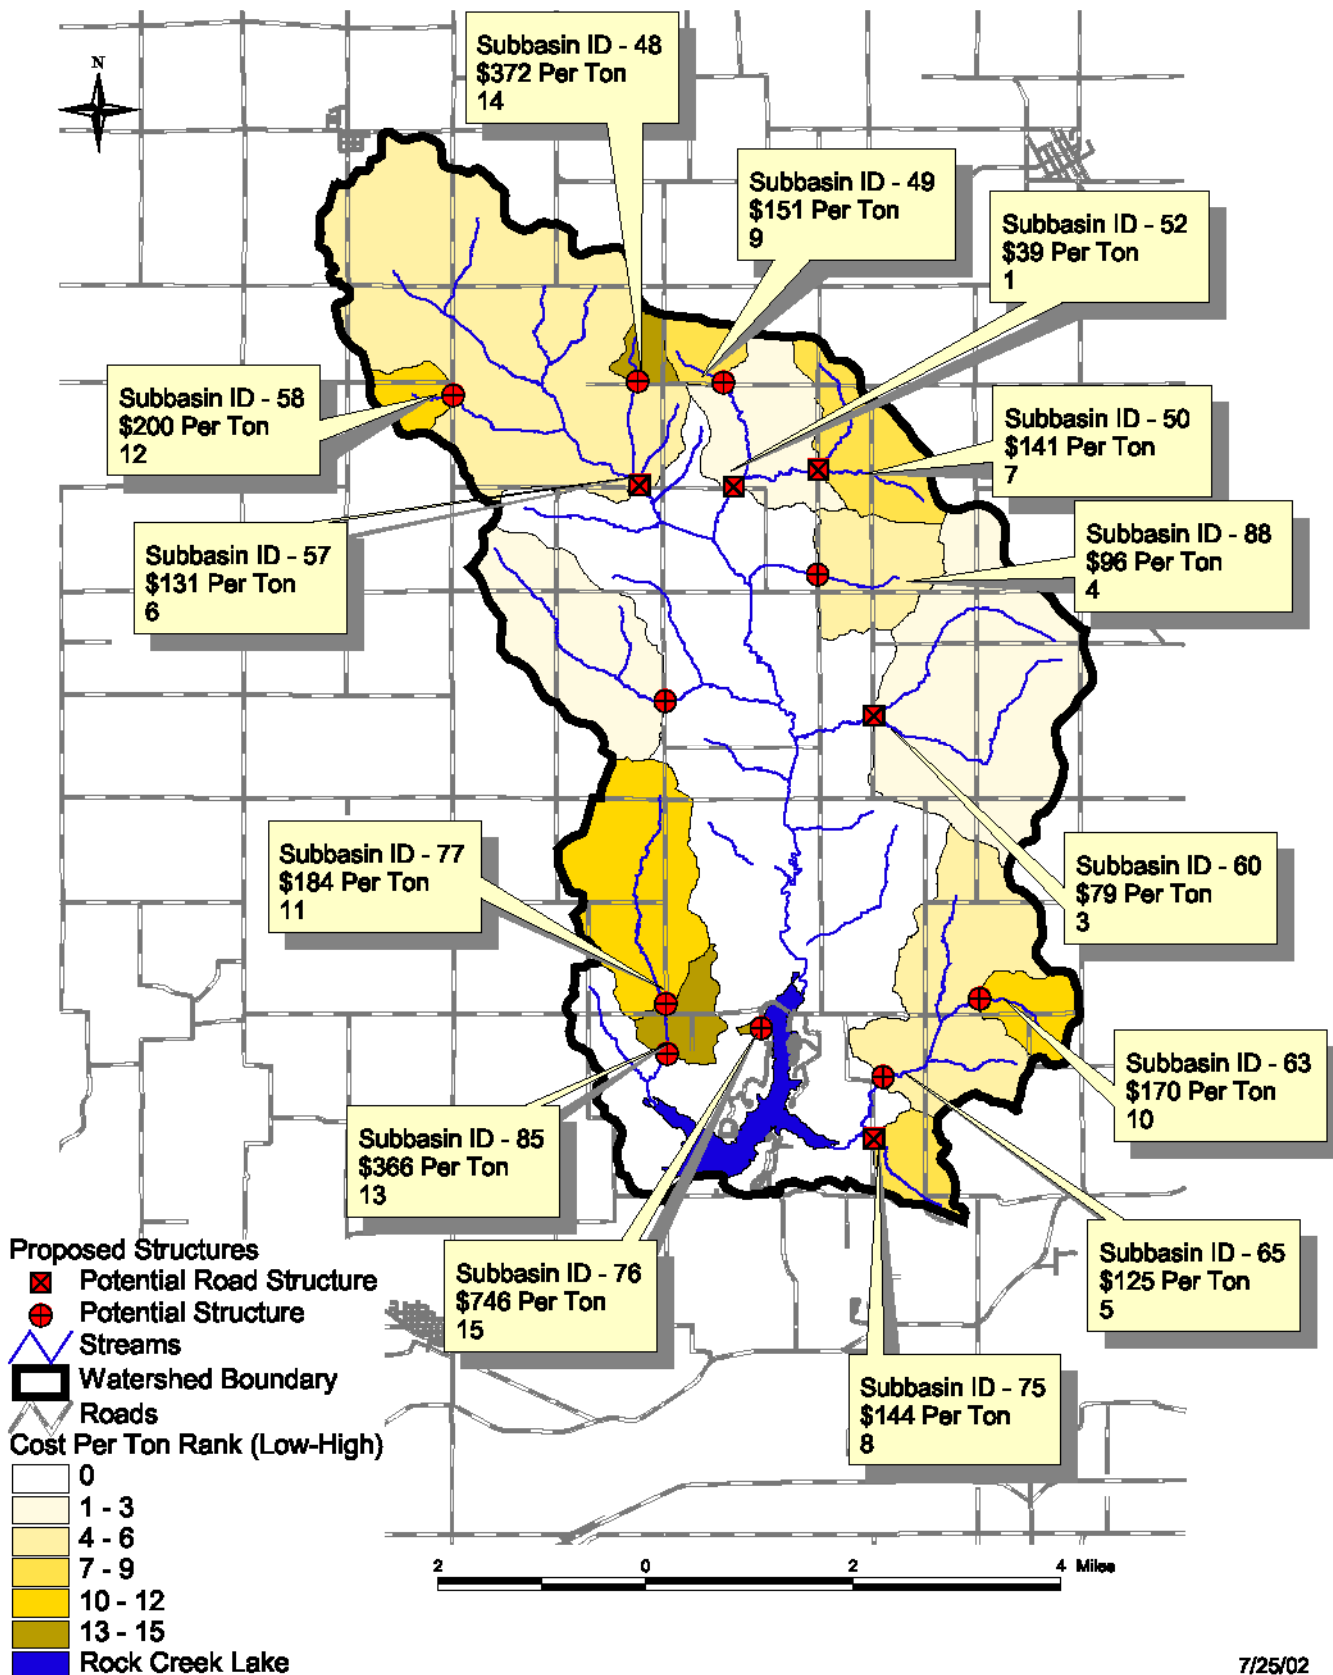 Subbasin ID - 48
$372 Per Ton
14
N
Subbasin ID - 49
$151 Per Ton
9
Subbasin ID - 52
$39 Per Ton
1
Subbasin ID - 58
$200 Per Ton
12
Subbasin ID - 50
$141 Per Ton
7
Subbasin ID - 88
$96 Per Ton
4
Subbasin ID - 57
$131 Per Ton
6
Subbasin ID - 77
$184 Per Ton
11
Subbasin ID - 60
$79 Per Ton
3
Subbasin ID - 63
$170 Per Ton
10
Subbasin ID - 85
$366 Per Ton
13
Subbasin ID - 65
$125 Per Ton
5
Subbasin ID - 76
$746 Per Ton
15
Subbasin ID - 75
$144 Per Ton
8
Proposed Structures
Potential Road Structure
Potential Structure
Streams
Watershed Boundary
Roads
Cost Per Ton Rank (Low-High)
0
1 - 3
4 - 6
7 - 9
10 - 12
13 - 15
Rock Creek Lake
2 0 2 4 Miles
7/25/02